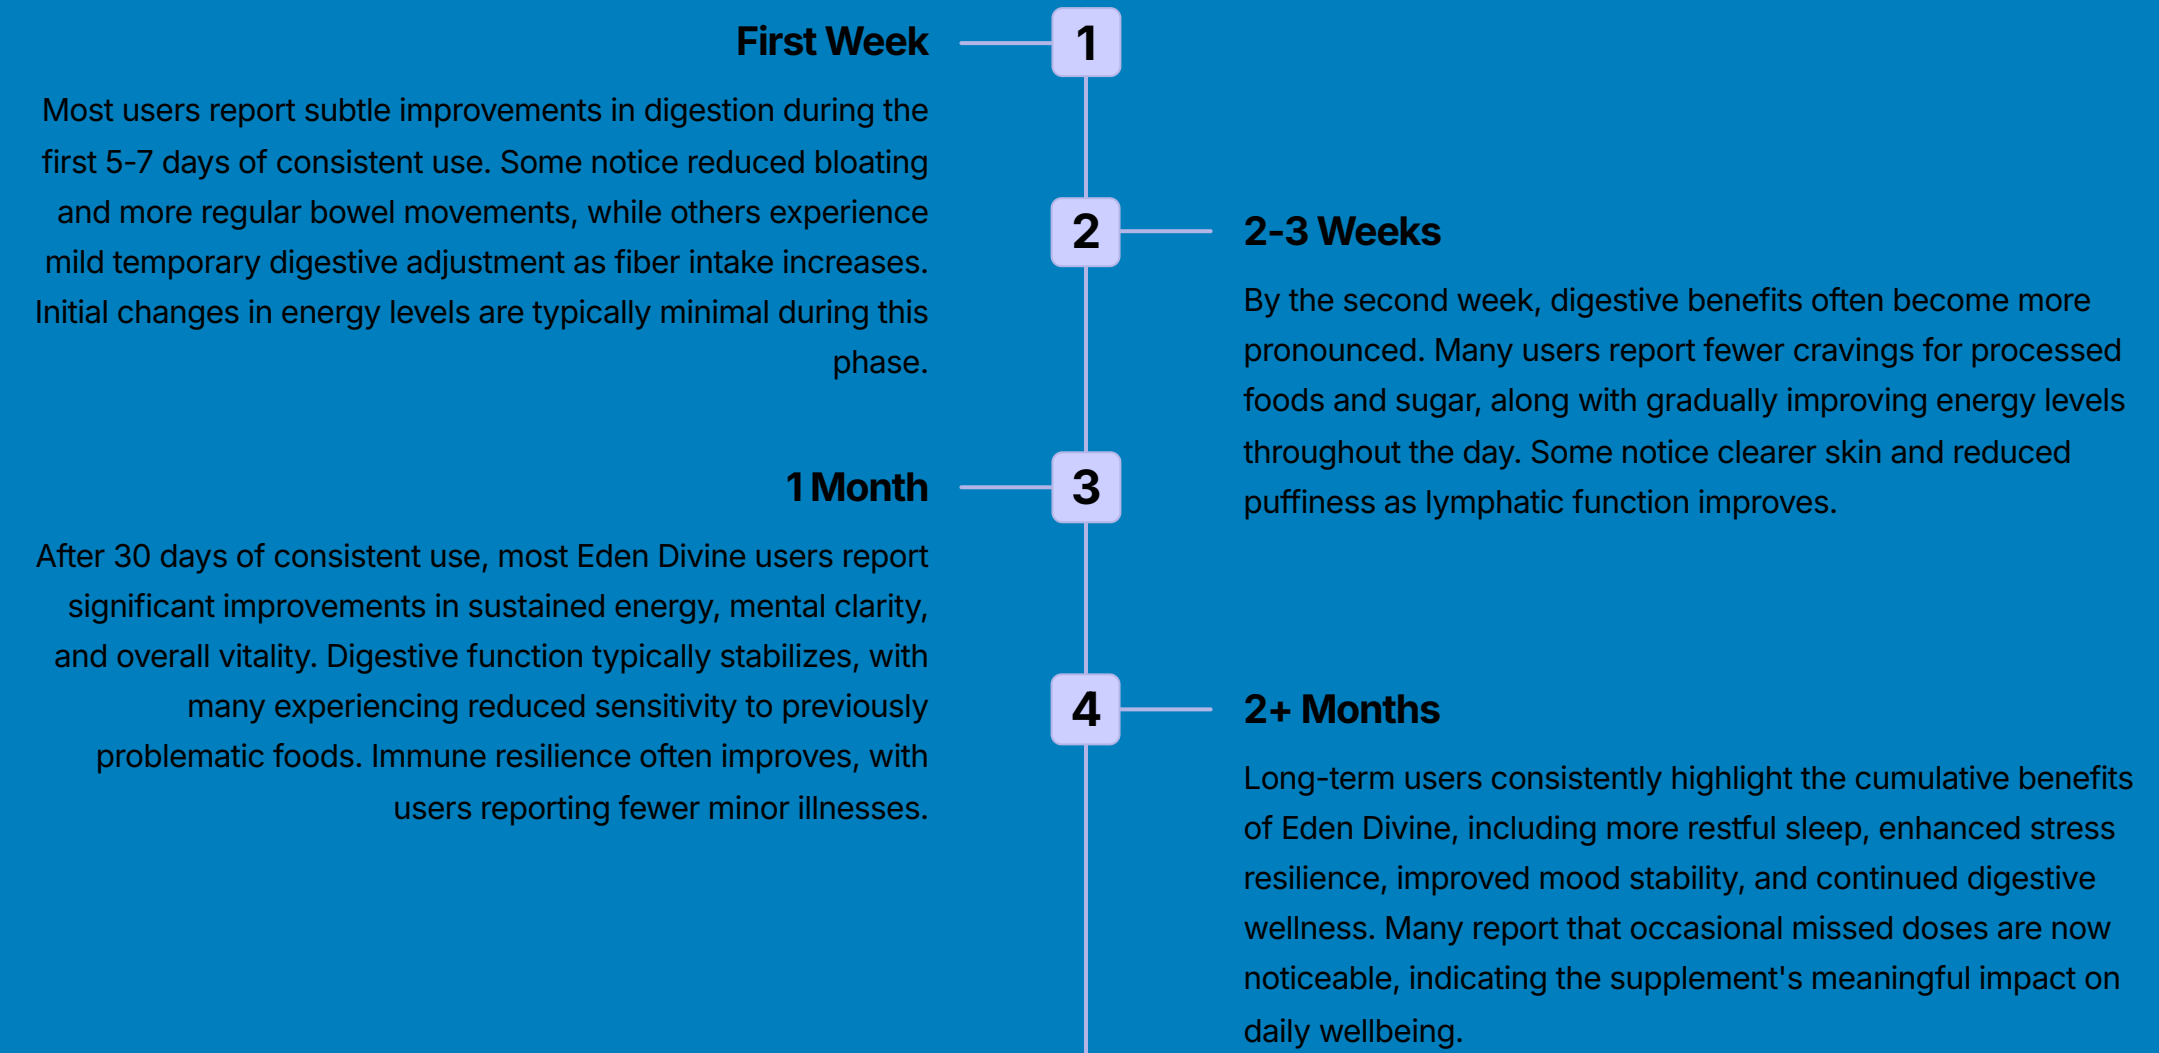 First Week
1
Most users report subtle improvements in digestion during the
first 5-7 days of consistent use. Some notice reduced bloating
and more regular bowel movements, while others experience
mild temporary digestive adjustment as fiber intake increases.
Initial changes in energy levels are typically minimal during this
phase.
2
2-3 Weeks
By the second week, digestive benefits often become more
pronounced. Many users report fewer cravings for processed
foods and sugar, along with gradually improving energy levels
throughout the day. Some notice clearer skin and reduced
puffiness as lymphatic function improves.
1 Month
3
After 30 days of consistent use, most Eden Divine users report
significant improvements in sustained energy, mental clarity,
and overall vitality. Digestive function typically stabilizes, with
many experiencing reduced sensitivity to previously
problematic foods. Immune resilience often improves, with
users reporting fewer minor illnesses.
4
2+ Months
Long-term users consistently highlight the cumulative benefits
of Eden Divine, including more restful sleep, enhanced stress
resilience, improved mood stability, and continued digestive
wellness. Many report that occasional missed doses are now
noticeable, indicating the supplement's meaningful impact on
daily wellbeing.